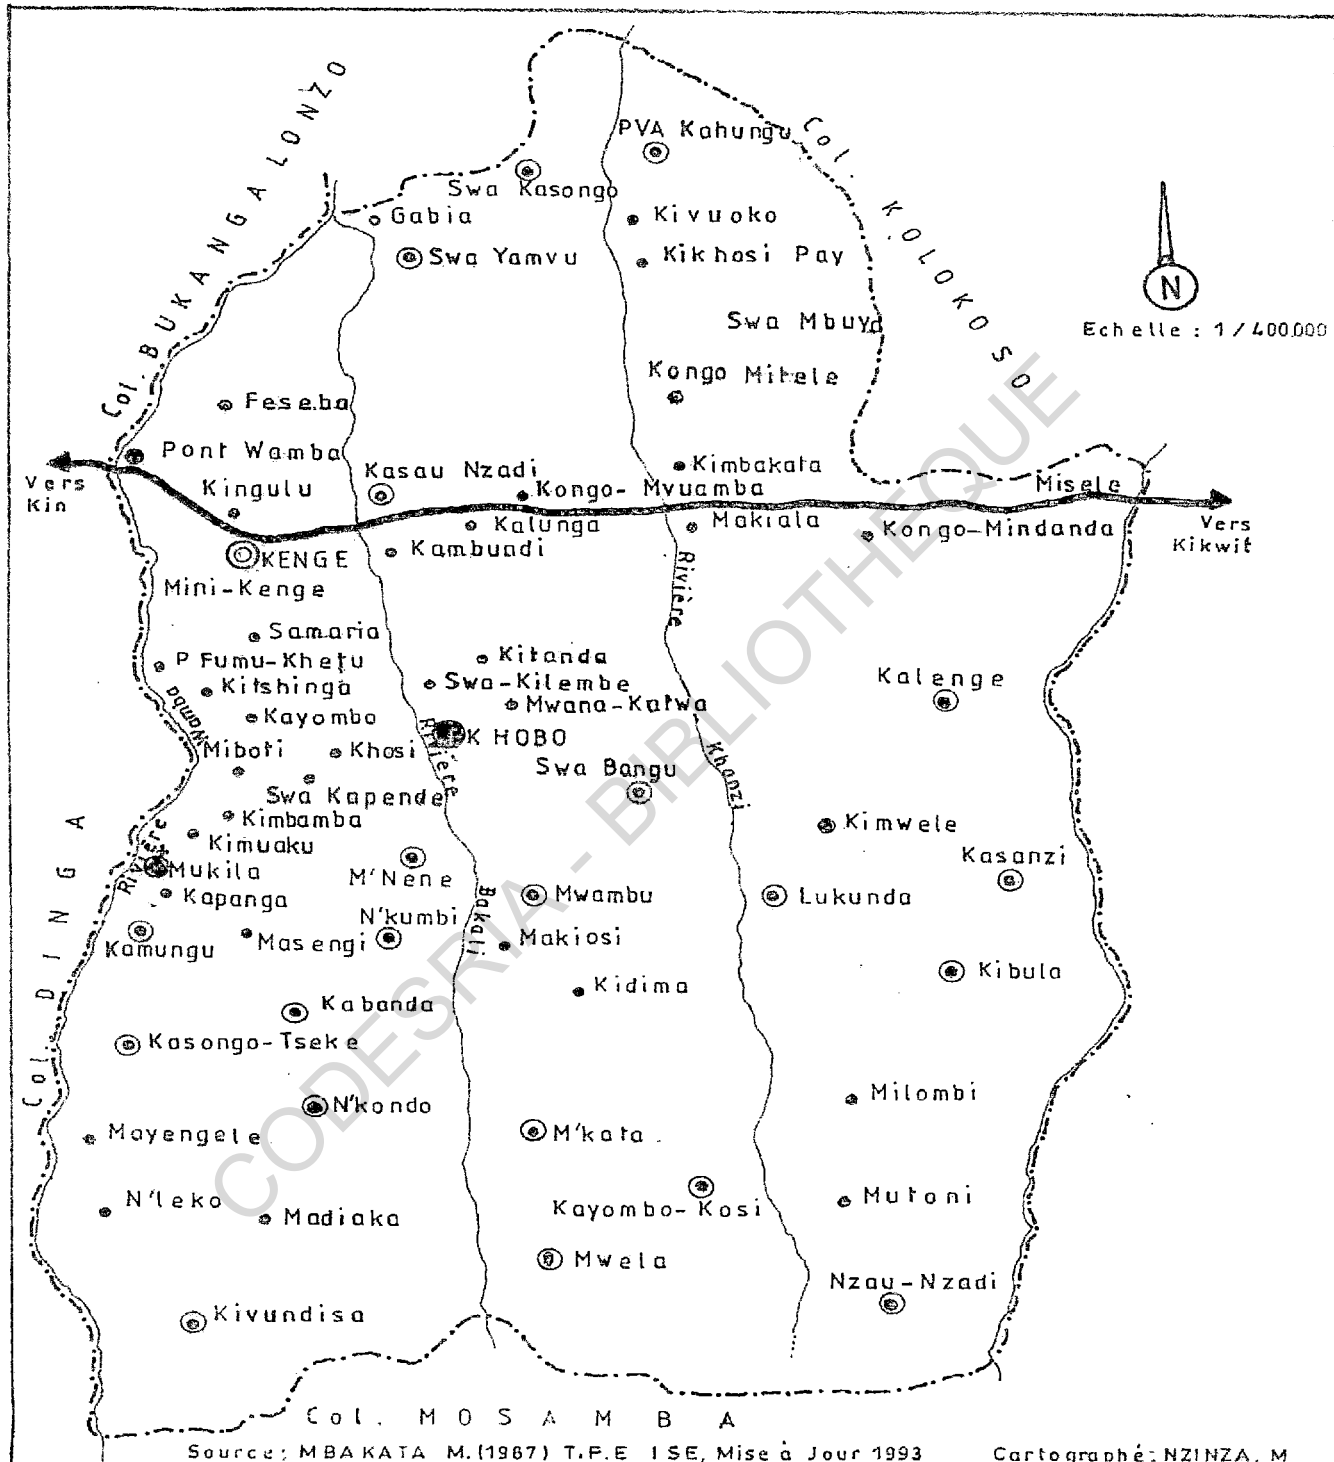 Col. BUKANGALONZO
PVA Kahungu
Col. KOLOKOSO
Swa Kasongo
Gabia
Kivuoko
Swa Yamvu
Kikhosi Pay
N
Swa Mbuya
Echelle : 1/400000
Kongo Mitele
Feseba
Pont Wamba
Kasau Nzadi
Kimbakata
Vers
Kin
Kingulu
Kongo-Mvuamba
Misele
Kalunga
Makiala
Kongo-Mindanda
Vers
Kikwit
KENGE
Kambundi
Mini-Kenge
Rivière
Samaria
P Fumu-Khetu
Kitanda
Kitshinga
Swa-Kilembe
Kalenge
Wamba
Kayombo
Mwana-Katwa
Miboti
Khosi
Rivière
KHOBO
Khanzi
Swa Bangu
Swa Kapende
Kimbamba
Kimwele
Kimuaku
Kasanzi
Rivière
Mukila
M'Nene
Kapanga
Mwambu
Lukunda
N'kumbi
Bakali
Kamungu
Masengi
Makiosi
Col. DINGA
Kibula
Kidima
Kabanda
Kasongo-Tseke
N'kondo
Milombi
Mayengele
M'kata
N'leko
Madiaka
Kayombo-Kosi
Mutoni
Mwela
Nzau-Nzadi
Kivundisa
Col. MOSAMBA
Source: MBAKATA M.(1987) T.P.E ISE, Mise à Jour 1993
Cartographé: NZINZA. M
CODESRIA - BIBLIOTHEQUE